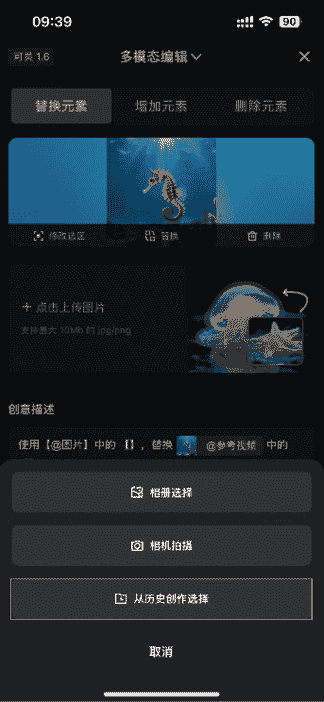 09:39
90
可灵 1.6
多模态编辑
替换元素
增加元素
删除元素
修改选区
替换
删除
+ 点击上传图片
支持最大 10Mb 的 jpg/png
创意描述
使用【@图片】中的【】，替换 @参考视频 中的
相册选择
相机拍摄
从历史创作选择
取消